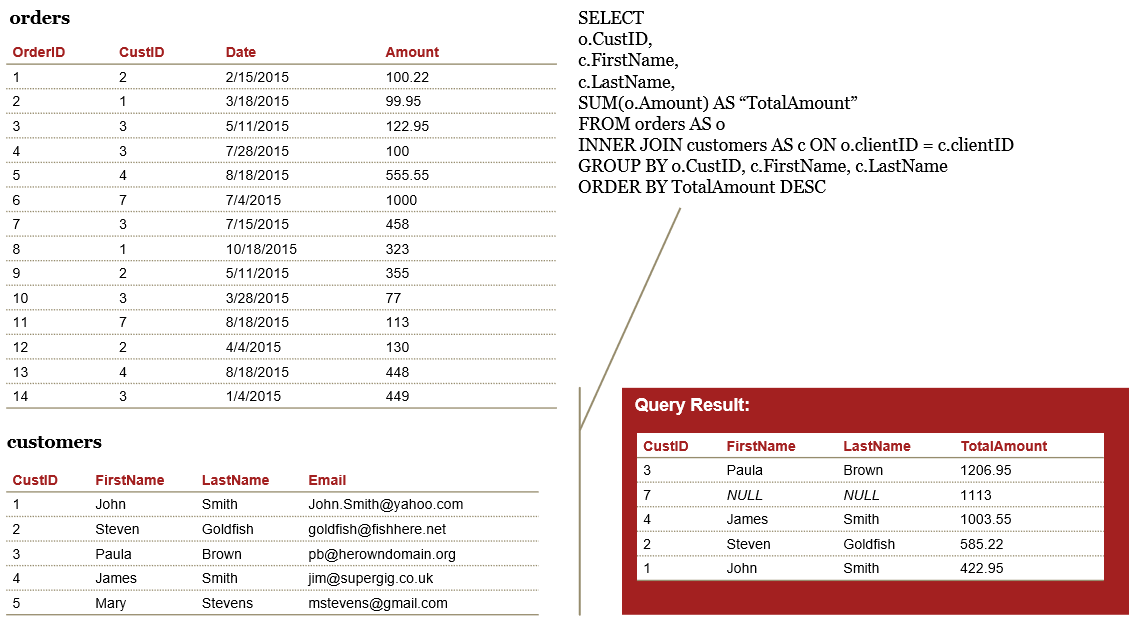 orders
OrderID CustID Date Amount
1 2 2/15/2015 100.22
2 1 3/18/2015 99.95
3 3 5/11/2015 122.95
4 3 7/28/2015 100
5 4 8/18/2015 555.55
6 7 7/4/2015 1000
7 3 7/15/2015 458
8 1 10/18/2015 323
9 2 5/11/2015 355
10 3 3/28/2015 77
11 7 8/18/2015 113
12 2 4/4/2015 130
13 4 8/18/2015 448
14 3 1/4/2015 449
customers
CustID FirstName LastName Email
1 John Smith John.Smith@yahoo.com
2 Steven Goldfish goldfish@fishhere.net
3 Paula Brown pb@herowndomain.org
4 James Smith jim@supergig.co.uk
5 Mary Stevens mstevens@gmail.com
SELECT
o.CustID,
c.FirstName,
c.LastName,
SUM(o.Amount) AS “TotalAmount”
FROM orders AS o
INNER JOIN customers AS c ON o.clientID = c.clientID
GROUP BY o.CustID, c.FirstName, c.LastName
ORDER BY TotalAmount DESC
Query Result:
CustID FirstName LastName TotalAmount
3 Paula Brown 1206.95
7 NULL NULL 1113
4 James Smith 1003.55
2 Steven Goldfish 585.22
1 John Smith 422.95